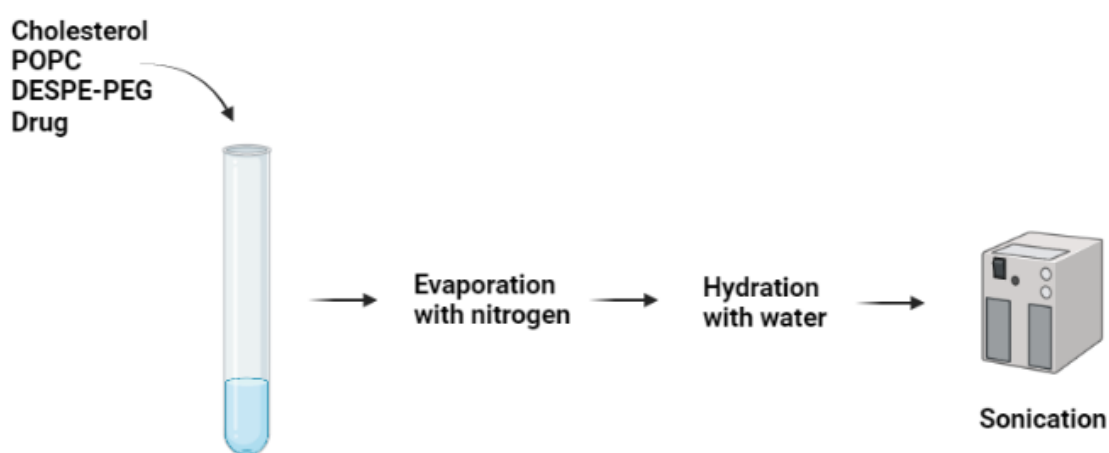 Cholesterol
POPC
DESPE-PEG
Drug
Evaporation
with nitrogen
Hydration
with water
Sonication